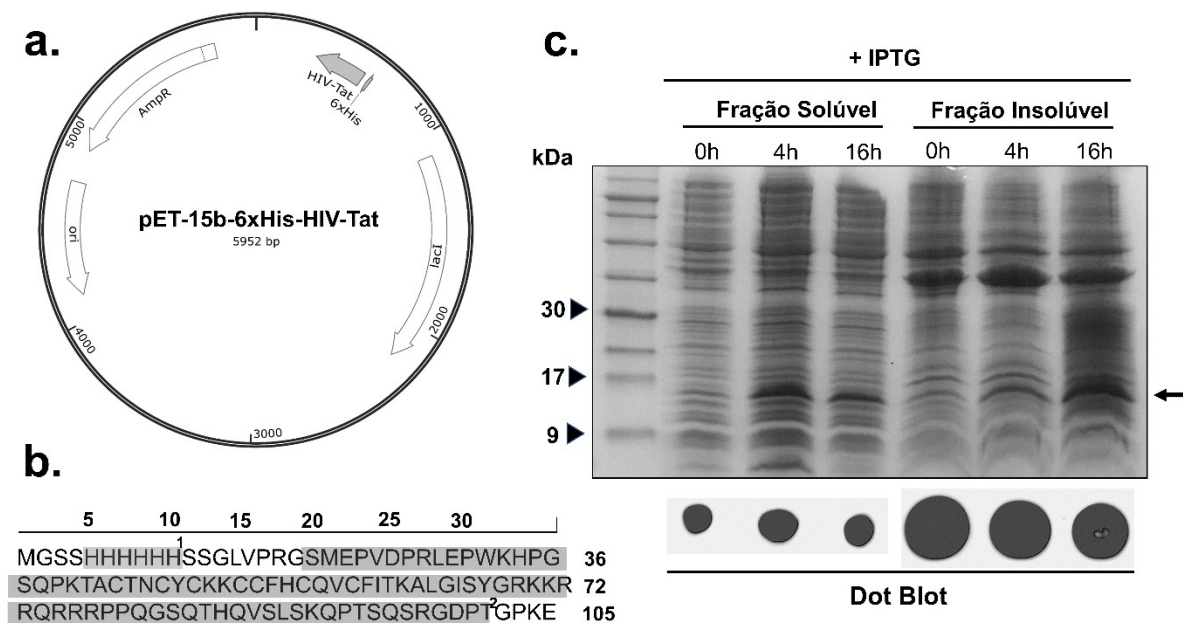 a.
AmpR
HIV-Tat
6xHis
1000
5000
ori
pET-15b-6xHis-HIV-Tat
5952 bp
lacI
4000
2000
3000
b.
5 10 15 20 25 30
MGSSHHHHHH1SSGLVPRGSMEPVDPRLEPWKHPG 36
SQPKTACTNCYCKKCCFHCQVCFITKALGISYGRKKR 72
RQRRRPPQGSQTHQVSLSKQPTSQSRGDPT2GPKE 105
c.
+ IPTG
Fração Solúvel Fração Insolúvel
kDa 0h 4h 16h 0h 4h 16h
30
17
9
Dot Blot